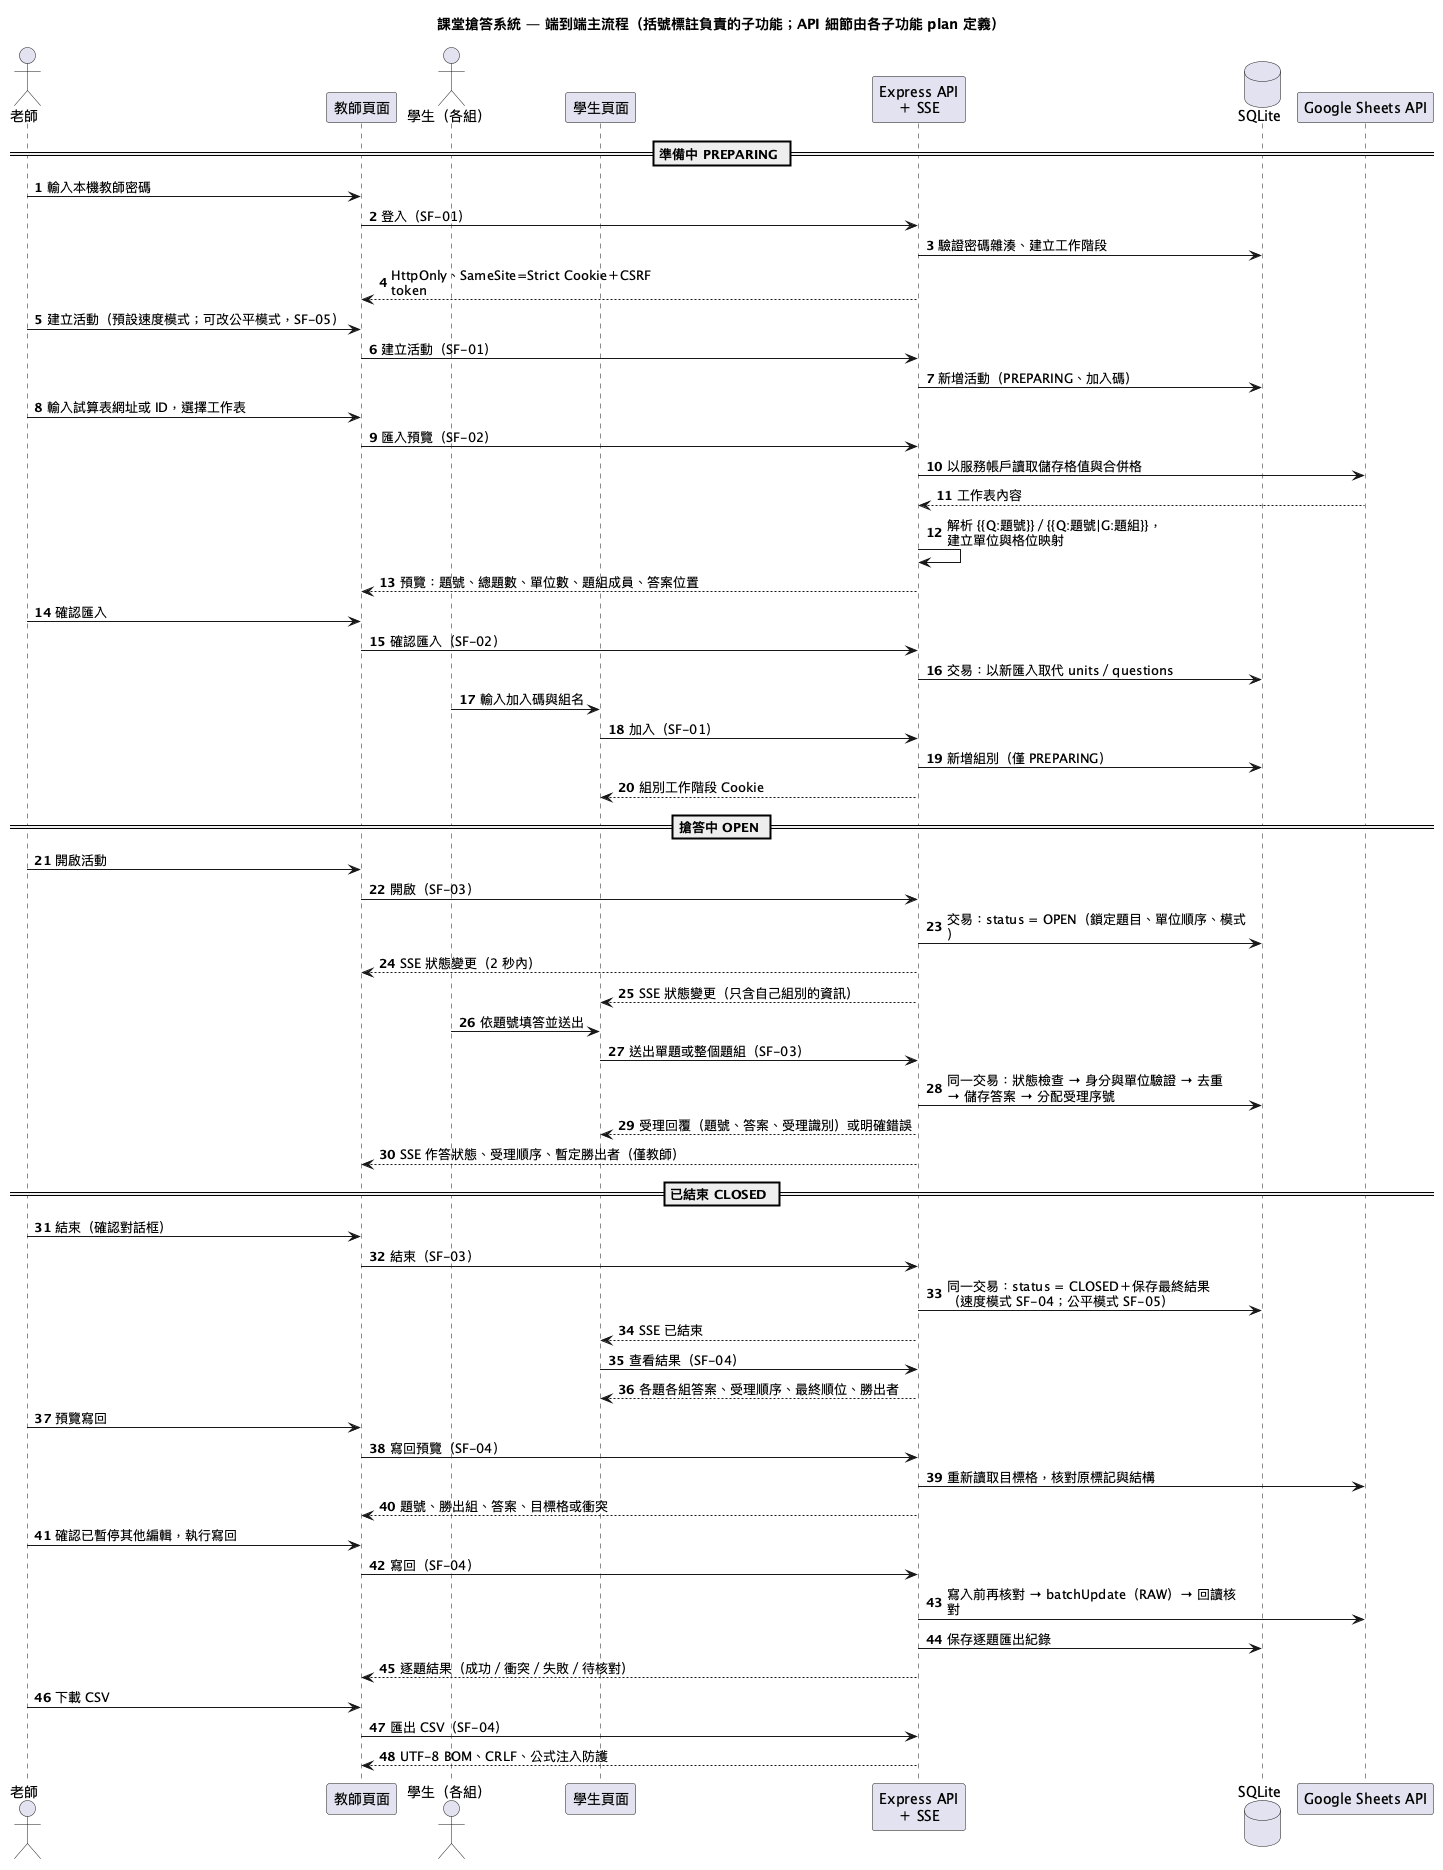 課堂搶答系統 — 端到端主流程（括號標註負責的子功能；API 細節由各子功能 plan 定義）
老師
教師頁面
學生（各組）
學生頁面
Express API
+ SSE
SQLite
Google Sheets API
準備中 PREPARING
1 輸入本機教師密碼
2 登入（SF-01）
3 驗證密碼雜湊、建立工作階段
4 HttpOnly、SameSite=Strict Cookie＋CSRF
token
5 建立活動（預設速度模式；可改公平模式，SF-05）
6 建立活動（SF-01）
7 新增活動（PREPARING、加入碼）
8 輸入試算表網址或 ID，選擇工作表
9 匯入預覽（SF-02）
10 以服務帳戶讀取儲存格值與合併格
11 工作表內容
12 解析 {{Q:題號}} / {{Q:題號|G:題組}}，
建立單位與格位映射
13 預覽：題號、總題數、單位數、題組成員、答案位置
14 確認匯入
15 確認匯入（SF-02）
16 交易：以新匯入取代 units / questions
17 輸入加入碼與組名
18 加入（SF-01）
19 新增組別（僅 PREPARING）
20 組別工作階段 Cookie
搶答中 OPEN
21 開啟活動
22 開啟（SF-03）
23 交易：status = OPEN（鎖定題目、單位順序、模式
）
24 SSE 狀態變更（2 秒內）
25 SSE 狀態變更（只含自己組別的資訊）
26 依題號填答並送出
27 送出單題或整個題組（SF-03）
28 同一交易：狀態檢查 → 身分與單位驗證 → 去重
→ 儲存答案 → 分配受理序號
29 受理回覆（題號、答案、受理識別）或明確錯誤
30 SSE 作答狀態、受理順序、暫定勝出者（僅教師）
已結束 CLOSED
31 結束（確認對話框）
32 結束（SF-03）
33 同一交易：status = CLOSED＋保存最終結果
（速度模式 SF-04；公平模式 SF-05）
34 SSE 已結束
35 查看結果（SF-04）
36 各題各組答案、受理順序、最終順位、勝出者
37 預覽寫回
38 寫回預覽（SF-04）
39 重新讀取目標格，核對原標記與結構
40 題號、勝出組、答案、目標格或衝突
41 確認已暫停其他編輯，執行寫回
42 寫回（SF-04）
43 寫入前再核對 → batchUpdate（RAW）→ 回讀核
對
44 保存逐題匯出紀錄
45 逐題結果（成功 / 衝突 / 失敗 / 待核對）
46 下載 CSV
47 匯出 CSV（SF-04）
48 UTF-8 BOM、CRLF、公式注入防護
老師
教師頁面
學生（各組）
學生頁面
Express API
+ SSE
SQLite
Google Sheets API